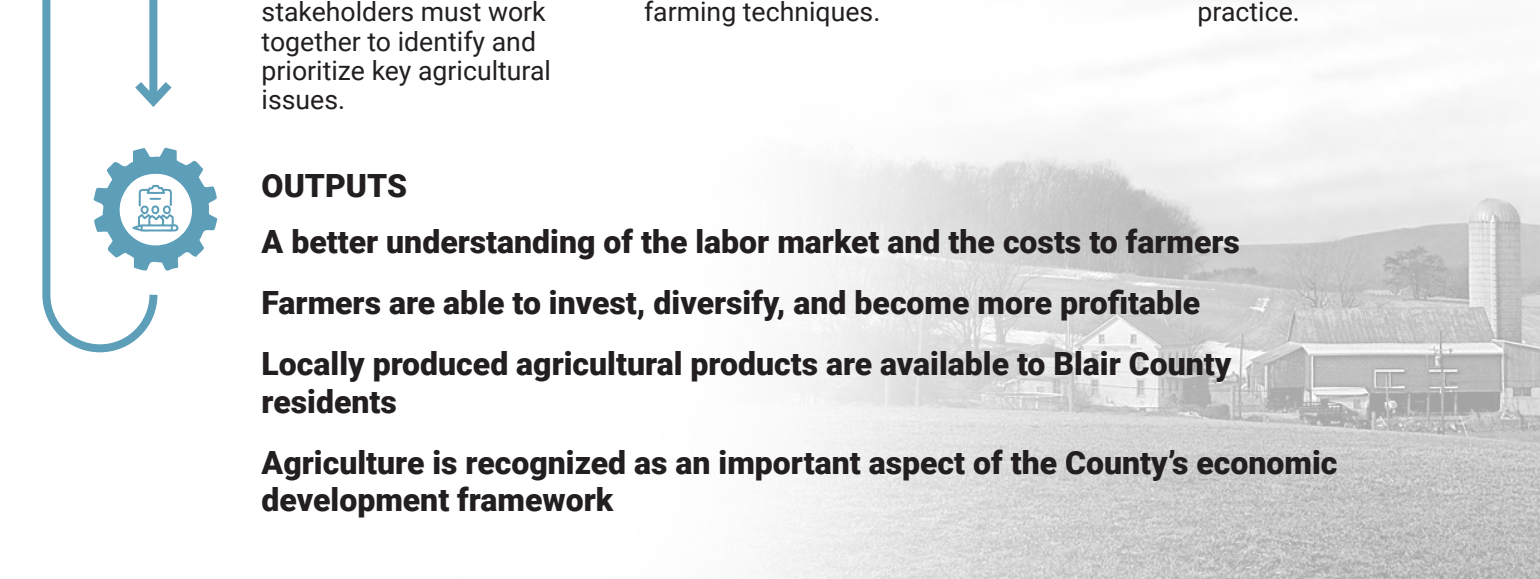 stakeholders must work
together to identify and
prioritize key agricultural
issues.
farming techniques.
practice.
OUTPUTS
A better understanding of the labor market and the costs to farmers
Farmers are able to invest, diversify, and become more profitable
Locally produced agricultural products are available to Blair County
residents
Agriculture is recognized as an important aspect of the County’s economic
development framework